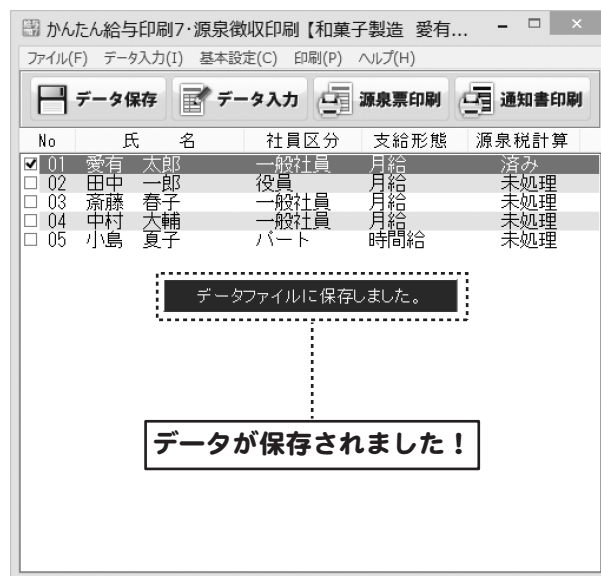 かんたん給与印刷7・源泉徴収印刷【和菓子製造 愛有...
ファイル(F) データ入力(I) 基本設定(C) 印刷(P) ヘルプ(H)
データ保存 データ入力 源泉票印刷 通知書印刷
No 氏 名 社員区分 支給形態 源泉税計算
01 愛有 太郎 一般社員 月給 済み
02 田中 一郎 役員 月給 未処理
03 斎藤 春子 一般社員 月給 未処理
04 中村 大輔 一般社員 月給 未処理
05 小島 夏子 パート 時間給 未処理
データファイルに保存しました。
データが保存されました！